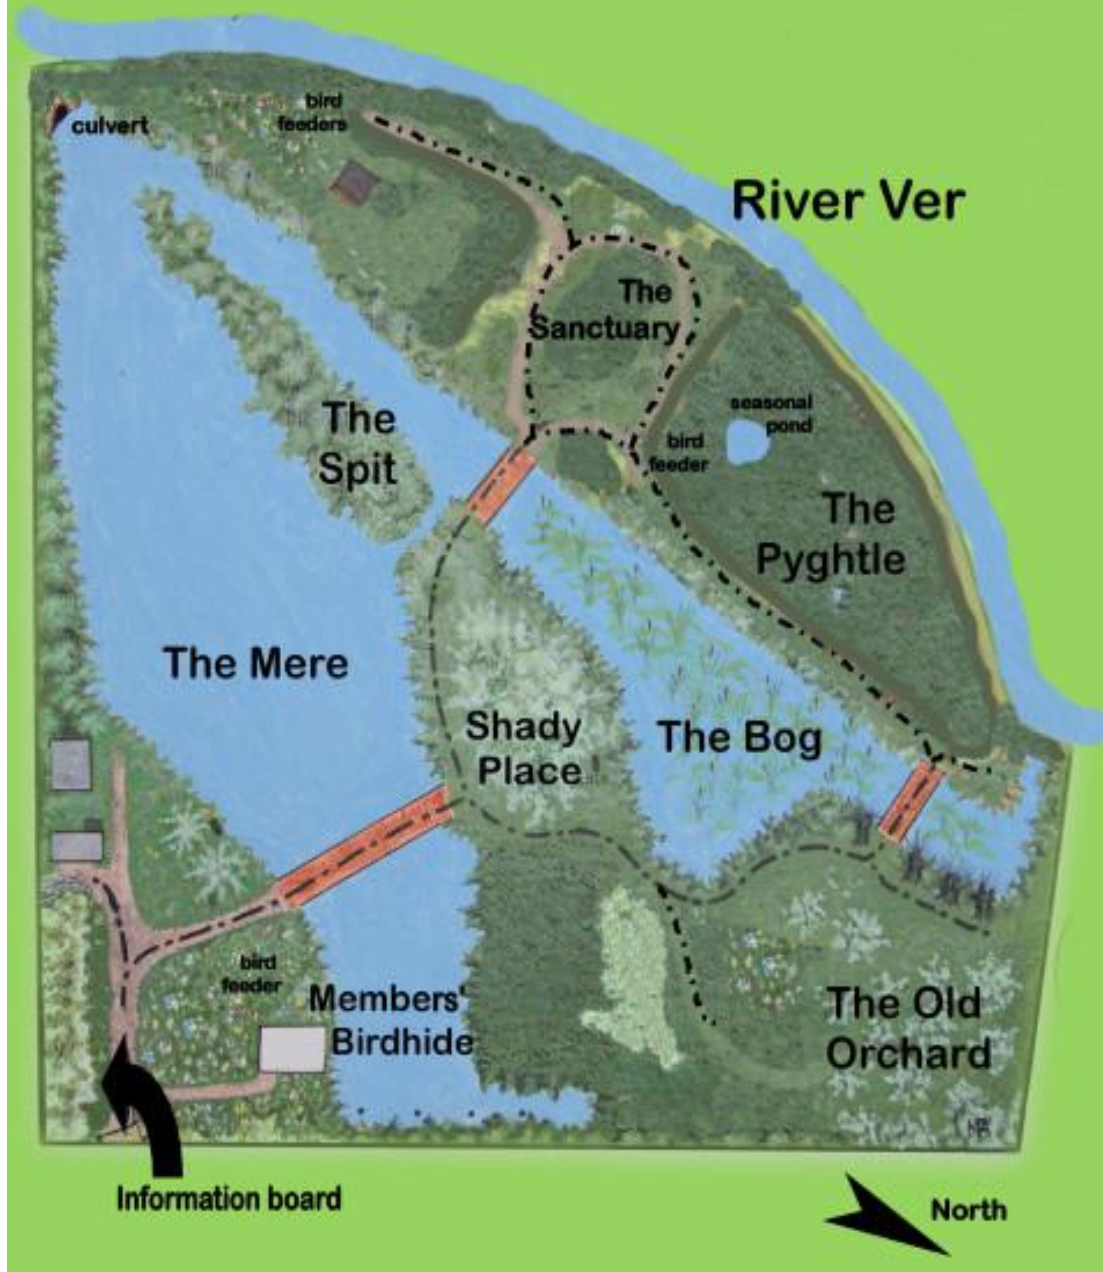 bird
feeders
culvert
River Ver
The
Sanctuary
seasonal
pond
The
Spit
bird
feeder
The
Pyghtle
The Mere
Shady
Place
The Bog
bird
feeder
Members'
Birdhide
The Old
Orchard
Information board
North